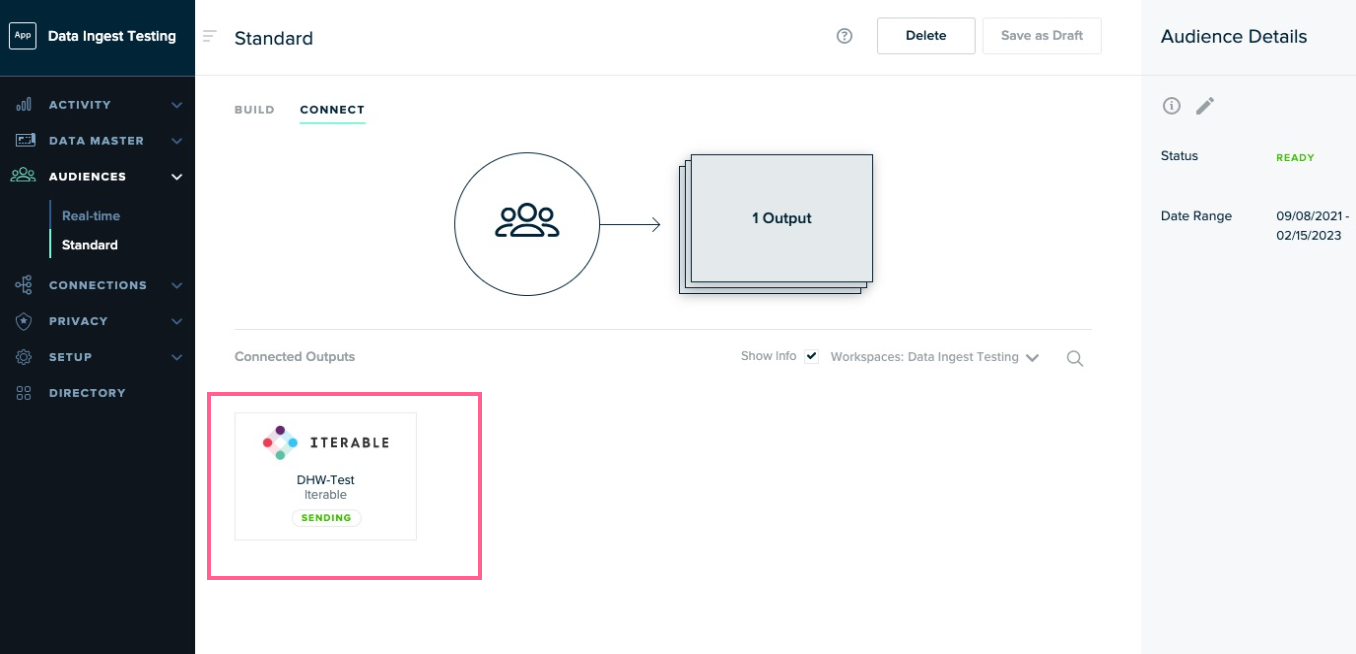 App
Data Ingest Testing
ACTIVITY
DATA MASTER
AUDIENCES
Real-time
Standard
CONNECTIONS
PRIVACY
SETUP
DIRECTORY
Standard
Delete
Save as Draft
BUILD
CONNECT
1 Output
Connected Outputs
Show Info
Workspaces: Data Ingest Testing
ITERABLE
DHW-Test
Iterable
SENDING
Audience Details
Status
READY
Date Range
09/08/2021 -
02/15/2023